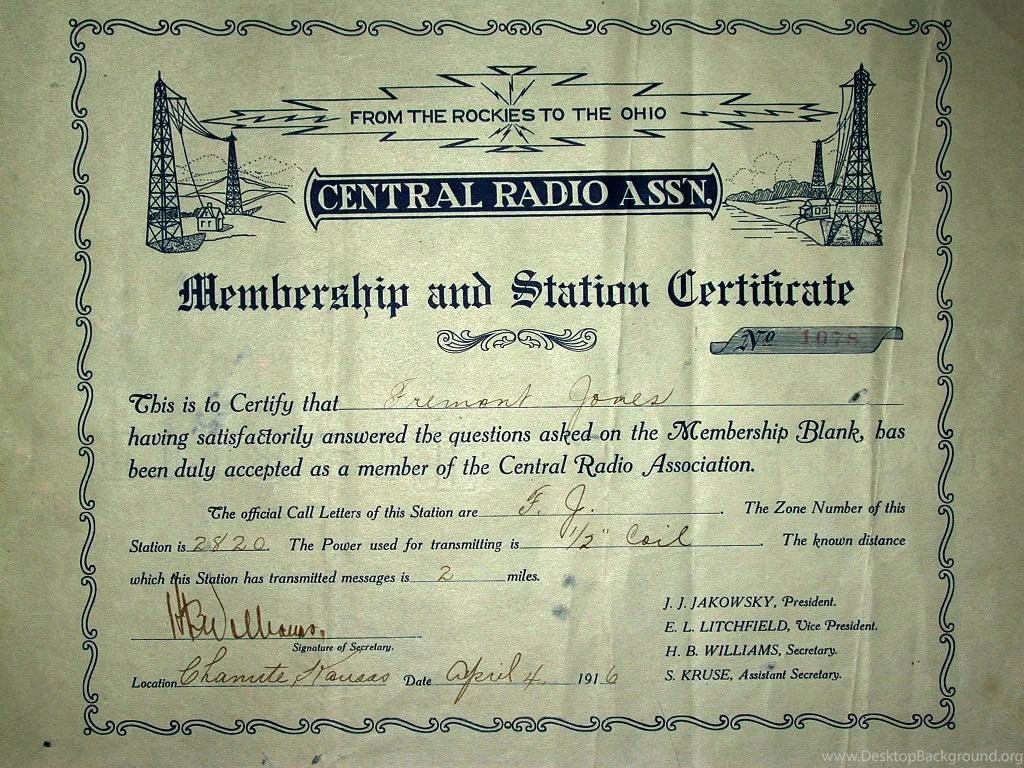 FROM THE ROCKIES TO THE OHIO
CENTRAL RADIO ASS'N.
Membership and Station Certificate
No 1078
This is to Certify that Fremont Jones
having satisfactorily answered the questions asked on the Membership Blank, has
been duly accepted as a member of the Central Radio Association.
The official Call Letters of this Station are F. J. . The Zone Number of this
Station is 2820. The Power used for transmitting is 1/2" Coil . The known distance
which this Station has transmitted messages is 2 miles.
HBWilliams.
Signature of Secretary.
Location Chanute, Kansas Date April 4 1916
J. J. JAKOWSKY, President.
E. L. LITCHFIELD, Vice President.
H. B. WILLIAMS, Secretary.
S. KRUSE, Assistant Secretary.
www.DesktopBackground.org